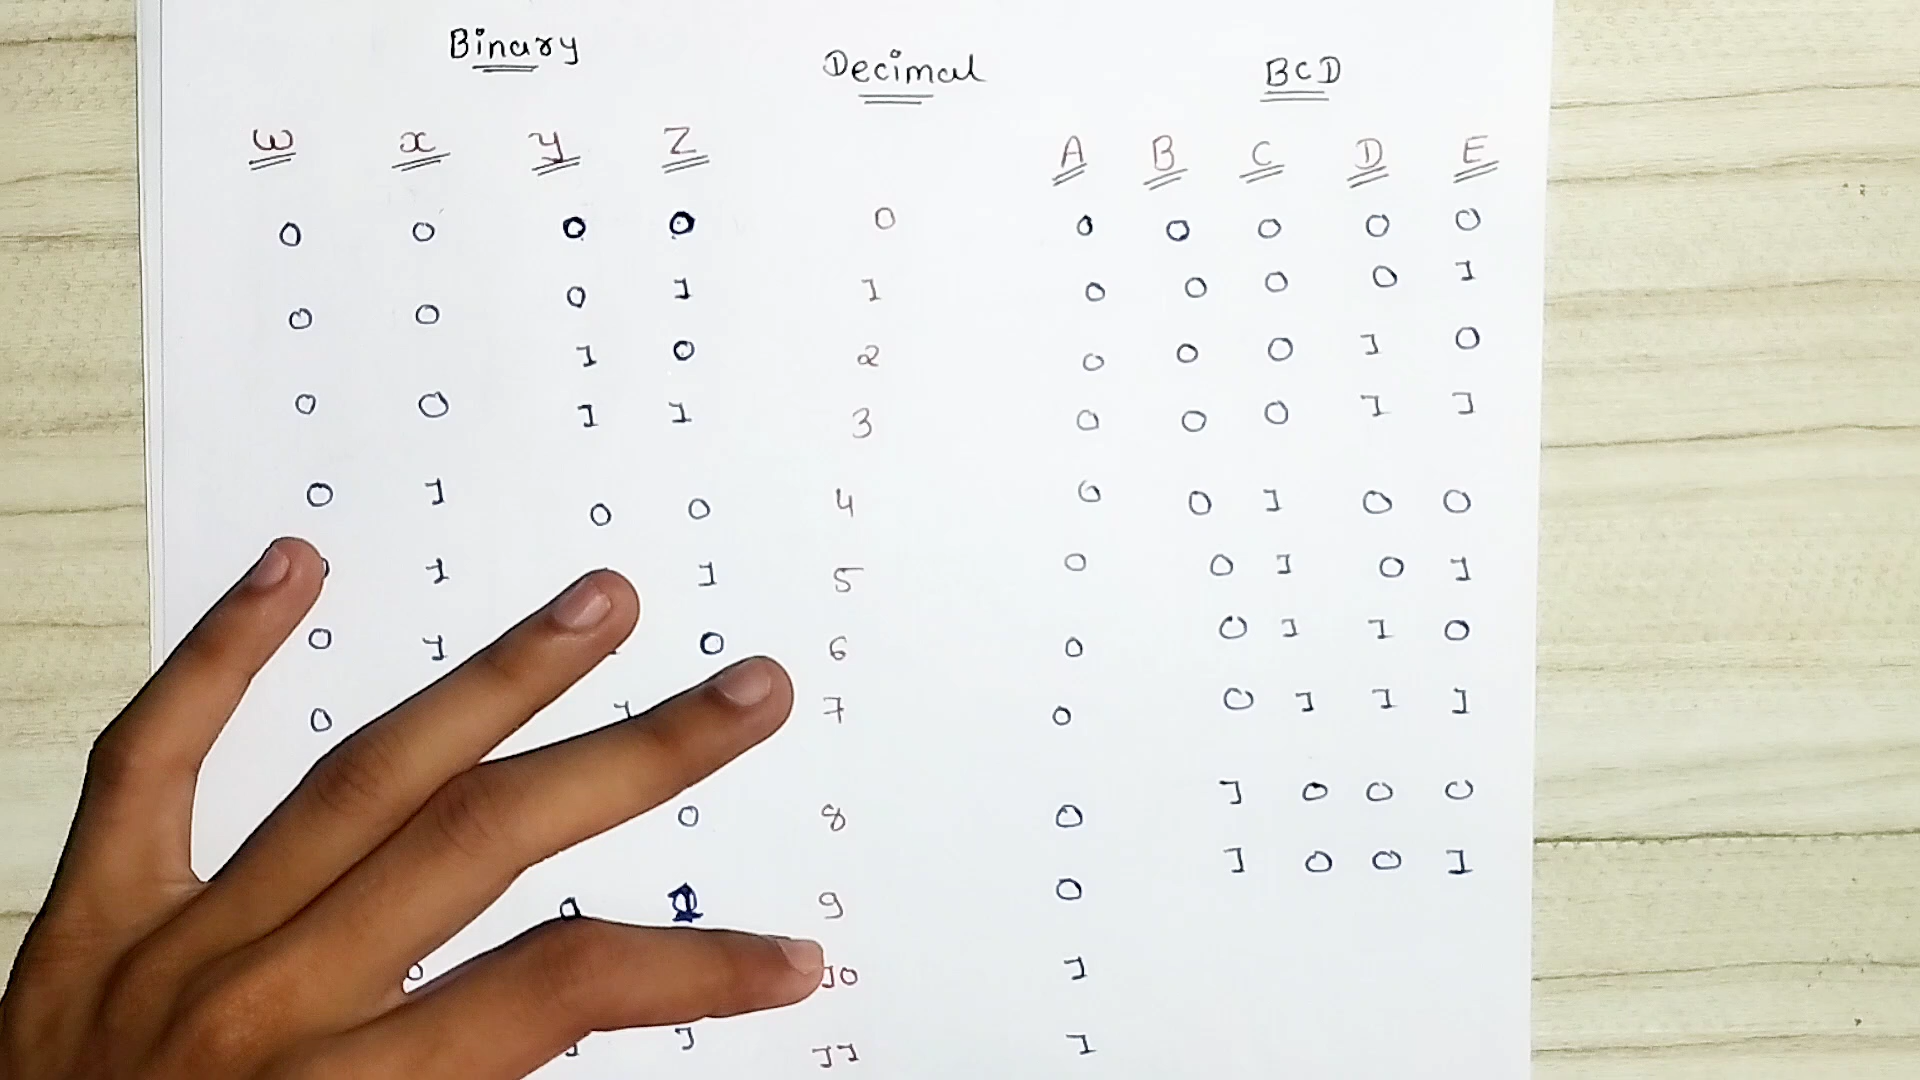 Binary Decimal BCD
W x y Z A B C D E
0 0 0 0 0 0 0 0 0 0
0 0 0 1 1 0 0 0 0 1
0 0 1 0 2 0 0 0 1 0
0 1 1 1 3 0 0 0 1 1
0 1 0 0 4 0 0 1 0 0
1 1 5 0 0 1 0 1
0 0 6 0 0 1 1 0
1 7 0 0 1 1 1
0 8 0 1 0 0 0
0 1 9 0 1 0 0 1
0 10 1
1 11 1